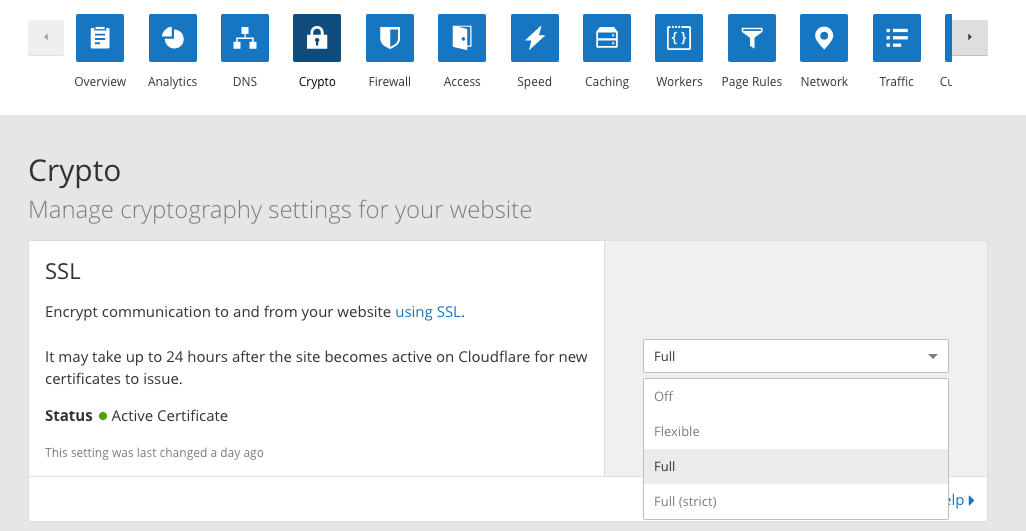 Overview Analytics DNS Crypto Firewall Access Speed Caching Workers Page Rules Network Traffic
Crypto
Manage cryptography settings for your website
SSL
Encrypt communication to and from your website using SSL.
It may take up to 24 hours after the site becomes active on Cloudflare for new
certificates to issue.
Status Active Certificate
This setting was last changed a day ago
Full
Off
Flexible
Full
Full (strict)